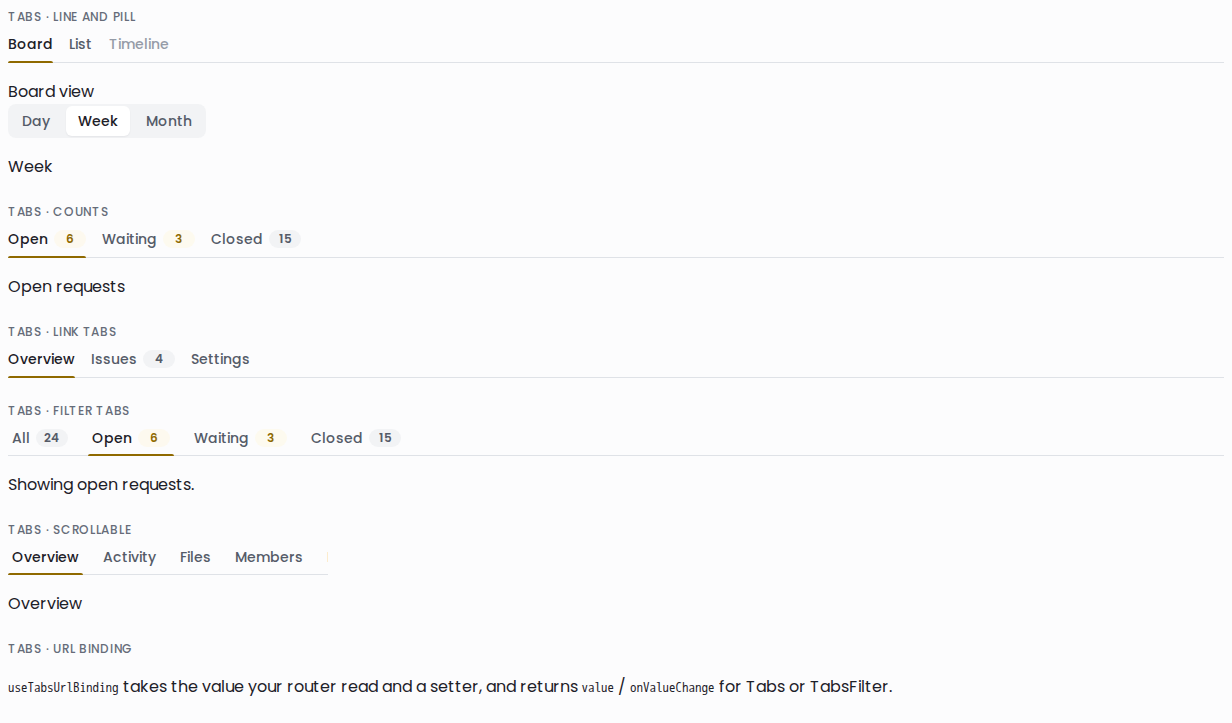 TABS · LINE AND PILL
Board List Timeline
Board view
Day Week Month
Week
TABS · COUNTS
Open 6 Waiting 3 Closed 15
Open requests
TABS · LINK TABS
Overview Issues 4 Settings
TABS · FILTER TABS
All 24 Open 6 Waiting 3 Closed 15
Showing open requests.
TABS · SCROLLABLE
Overview Activity Files Members
Overview
TABS · URL BINDING
useTabsUrlBinding takes the value your router read and a setter, and returns value / onValueChange for Tabs or TabsFilter.